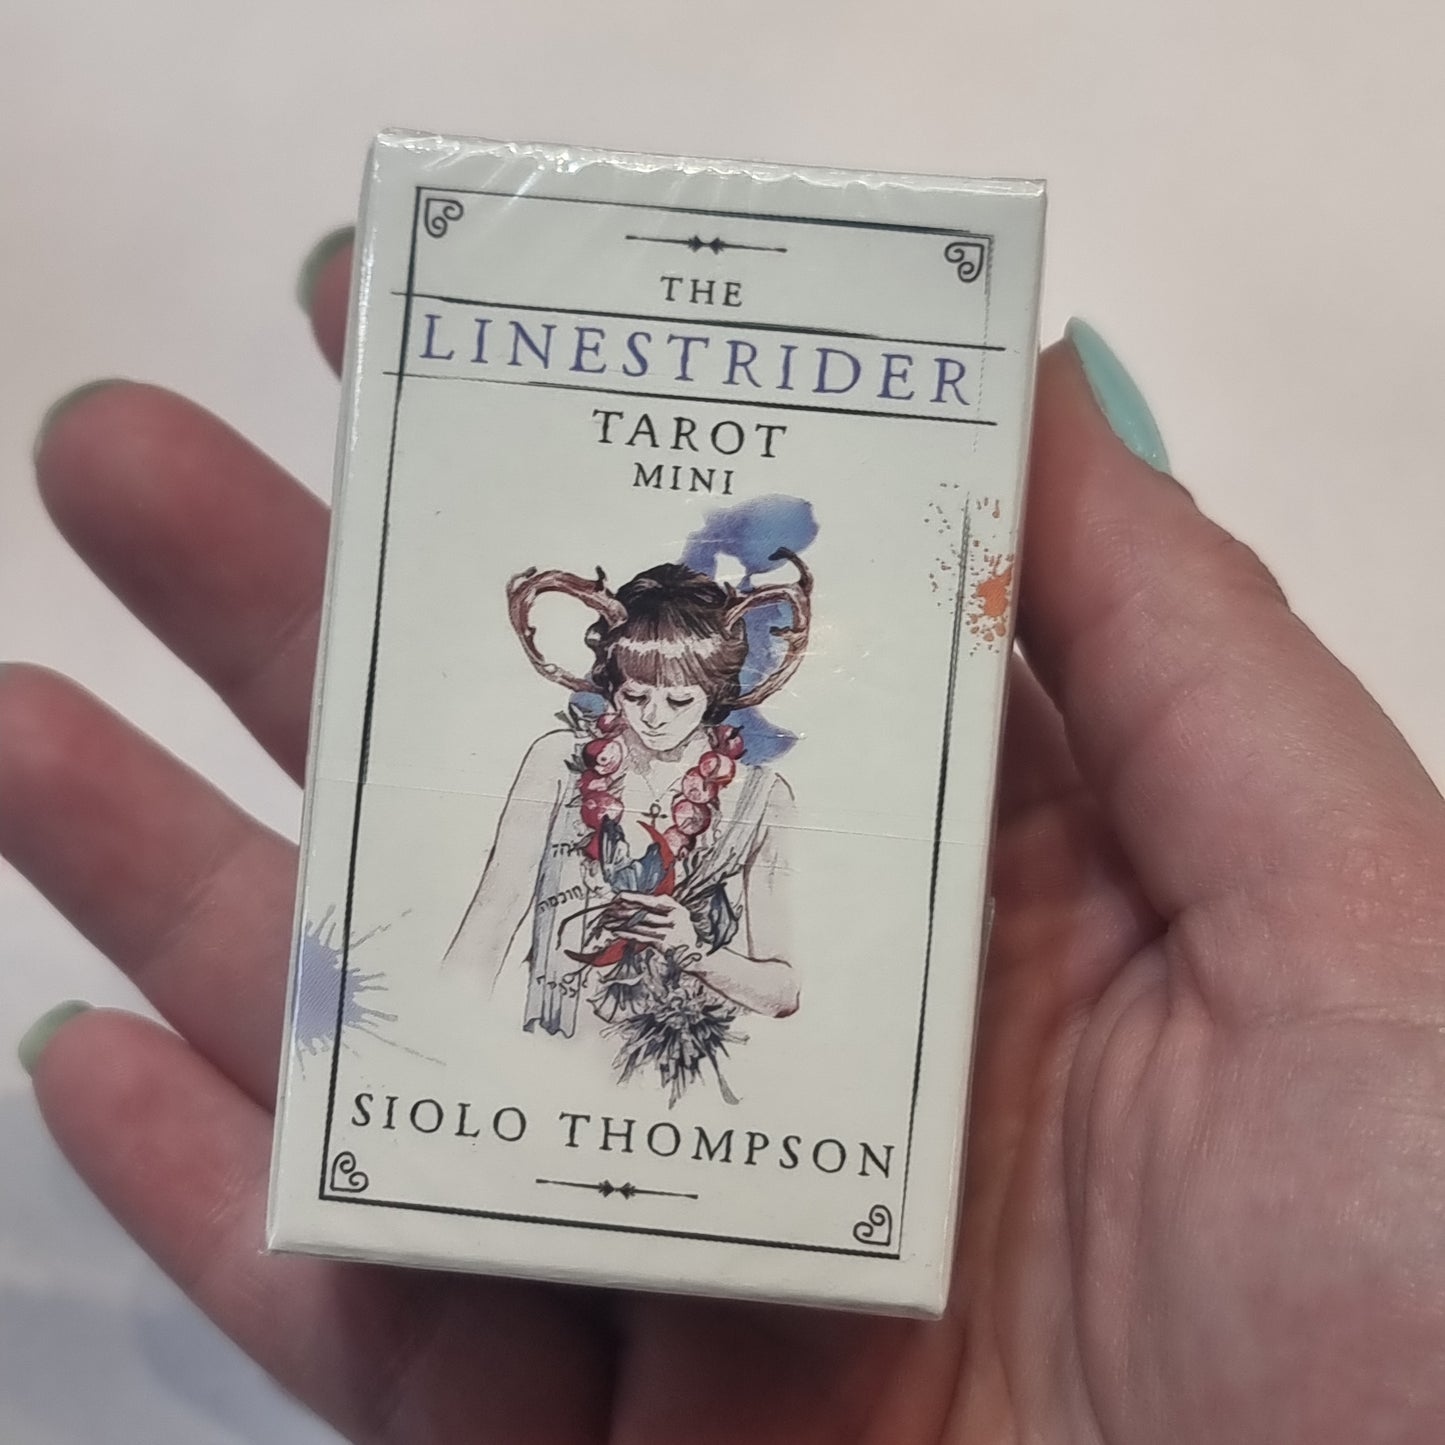 THE
LINESTRIDER
TAROT
MINI
SIOLO THOMPSON